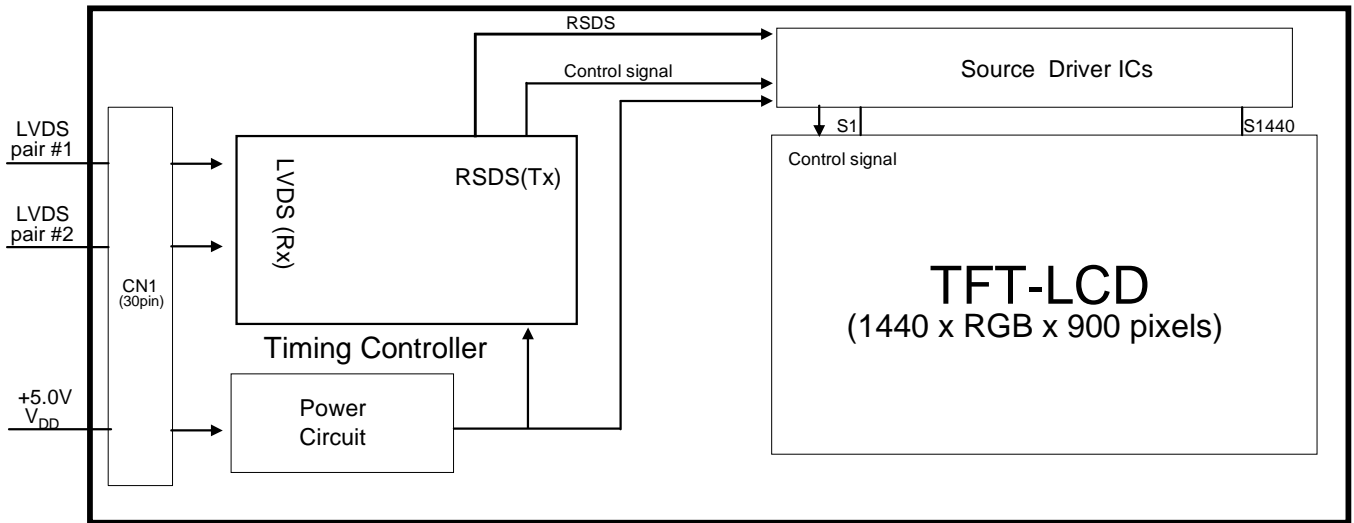 RSDS
Control signal
Source Driver ICs
LVDS
pair #1
LVDS
pair #2
CN1
(30pin)
LVDS (Rx)
RSDS(Tx)
Timing Controller
S1
S1440
Control signal
TFT-LCD
(1440 x RGB x 900 pixels)
+5.0V
VDD
Power
Circuit